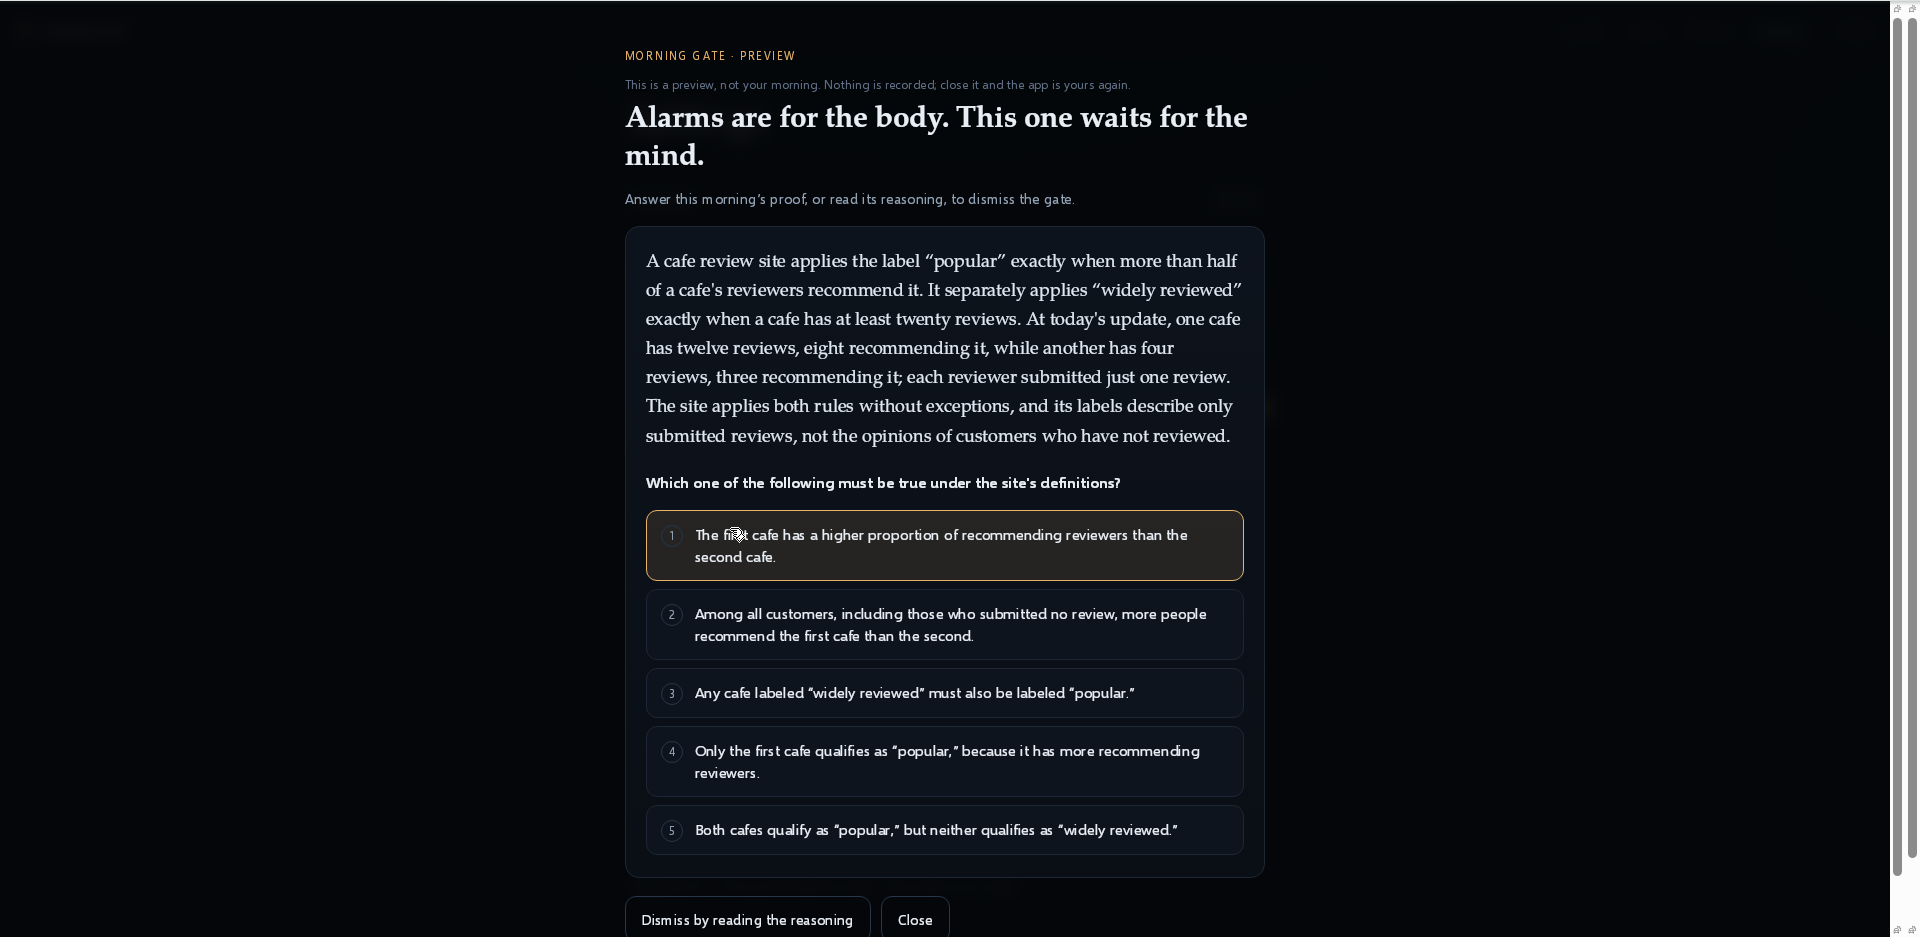 MORNING GATE · PREVIEW
This is a preview, not your morning. Nothing is recorded; close it and the app is yours again.
Alarms are for the body. This one waits for the
mind.
Answer this morning's proof, or read its reasoning, to dismiss the gate.
A cafe review site applies the label “popular” exactly when more than half
of a cafe's reviewers recommend it. It separately applies “widely reviewed”
exactly when a cafe has at least twenty reviews. At today's update, one cafe
has twelve reviews, eight recommending it, while another has four
reviews, three recommending it; each reviewer submitted just one review.
The site applies both rules without exceptions, and its labels describe only
submitted reviews, not the opinions of customers who have not reviewed.
Which one of the following must be true under the site's definitions?
1 The first cafe has a higher proportion of recommending reviewers than the
second cafe.
2 Among all customers, including those who submitted no review, more people
recommend the first cafe than the second.
3 Any cafe labeled “widely reviewed” must also be labeled “popular.”
4 Only the first cafe qualifies as “popular,” because it has more recommending
reviewers.
5 Both cafes qualify as “popular,” but neither qualifies as “widely reviewed.”
Dismiss by reading the reasoning Close